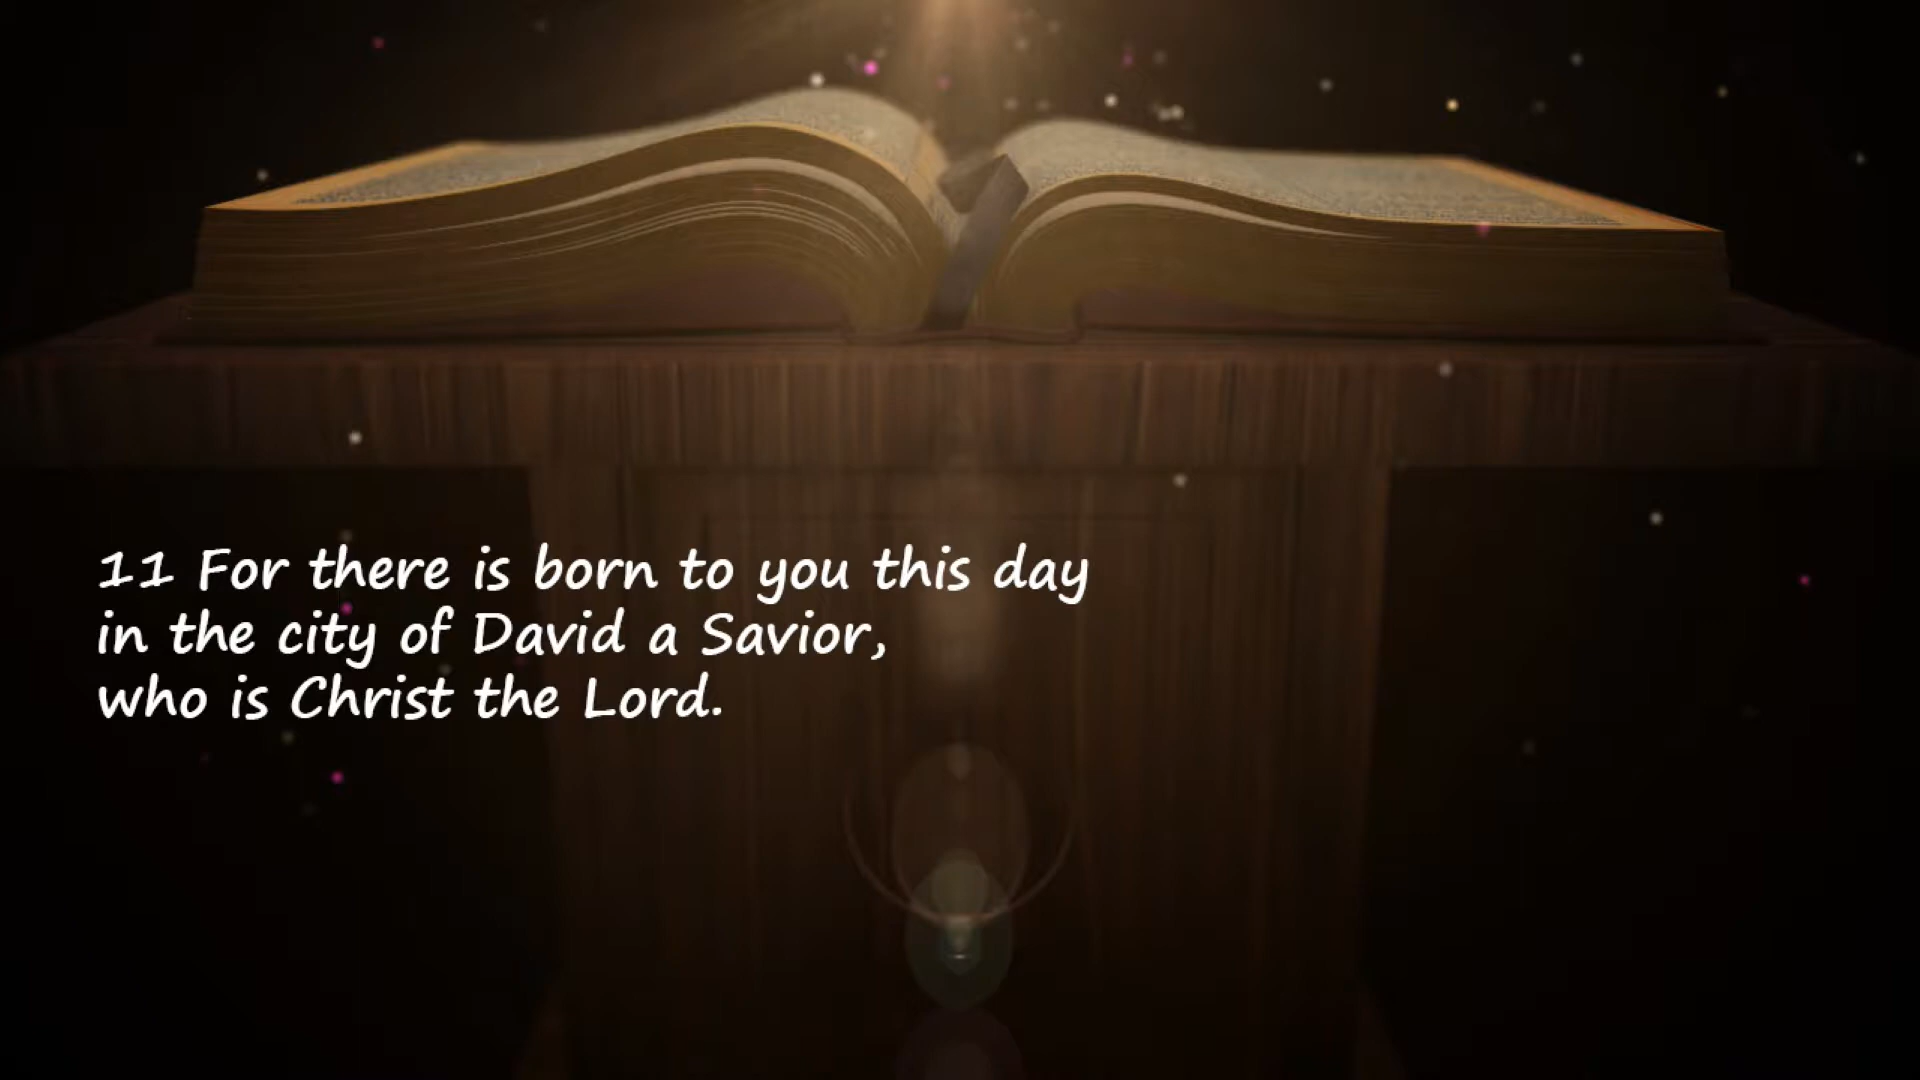 11 For there is born to you this day
in the city of David a Savior,
who is Christ the Lord.